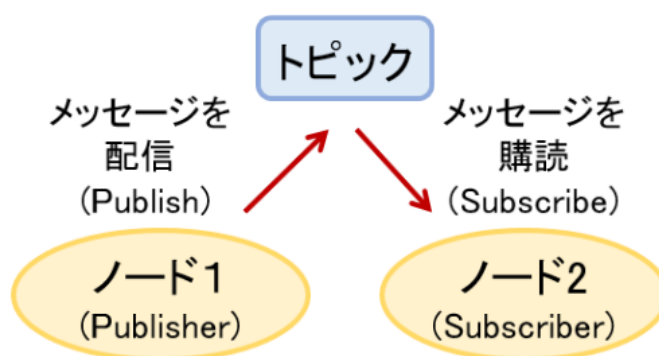 トピック
メッセージを
配信
(Publish)
メッセージを
購読
(Subscribe)
ノード1
(Publisher)
ノード2
(Subscriber)